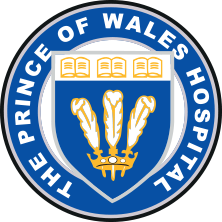 THE PRINCE OF WALES HOSPITAL